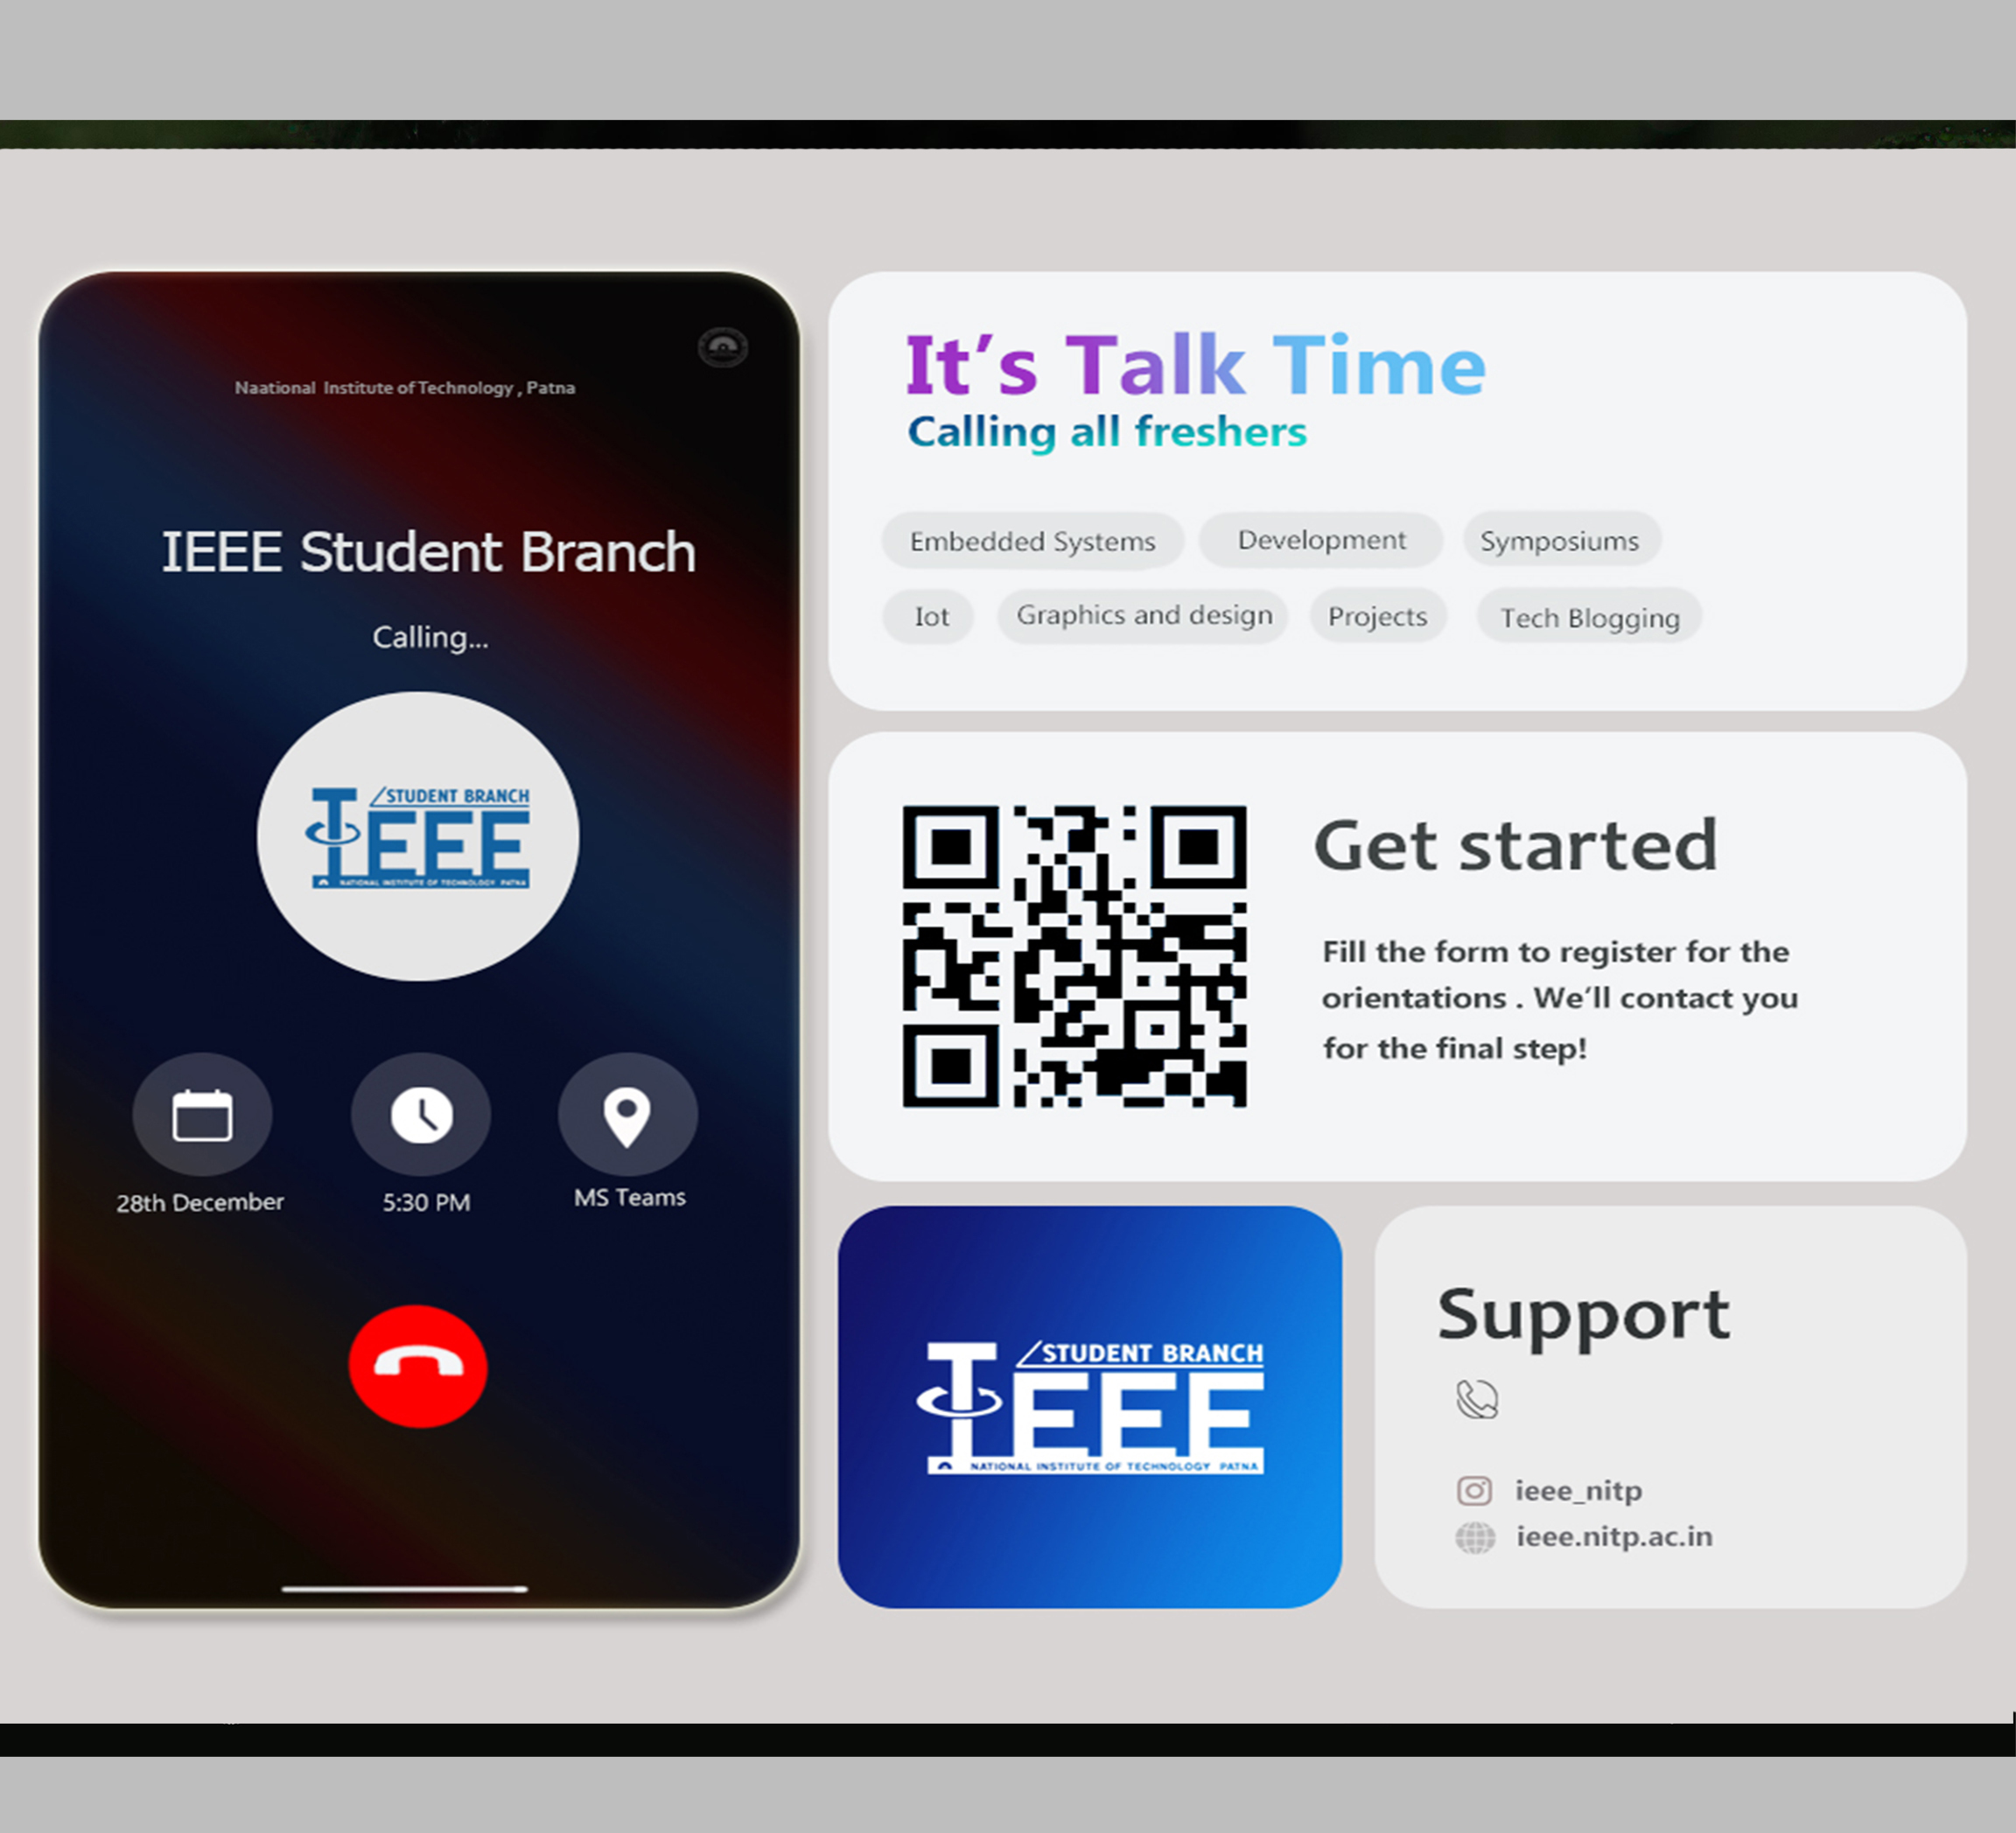 Naational Institute of Technology , Patna
IEEE Student Branch
Calling...
STUDENT BRANCH
IEEE
NATIONAL INSTITUTE OF TECHNOLOGY PATNA
28th December
5:30 PM
MS Teams
It's Talk Time
Calling all freshers
Embedded Systems
Development
Symposiums
Iot
Graphics and design
Projects
Tech Blogging
Get started
Fill the form to register for the
orientations . We'll contact you
for the final step!
STUDENT BRANCH
IEEE
NATIONAL INSTITUTE OF TECHNOLOGY PATNA
Support
ieee_nitp
ieee.nitp.ac.in